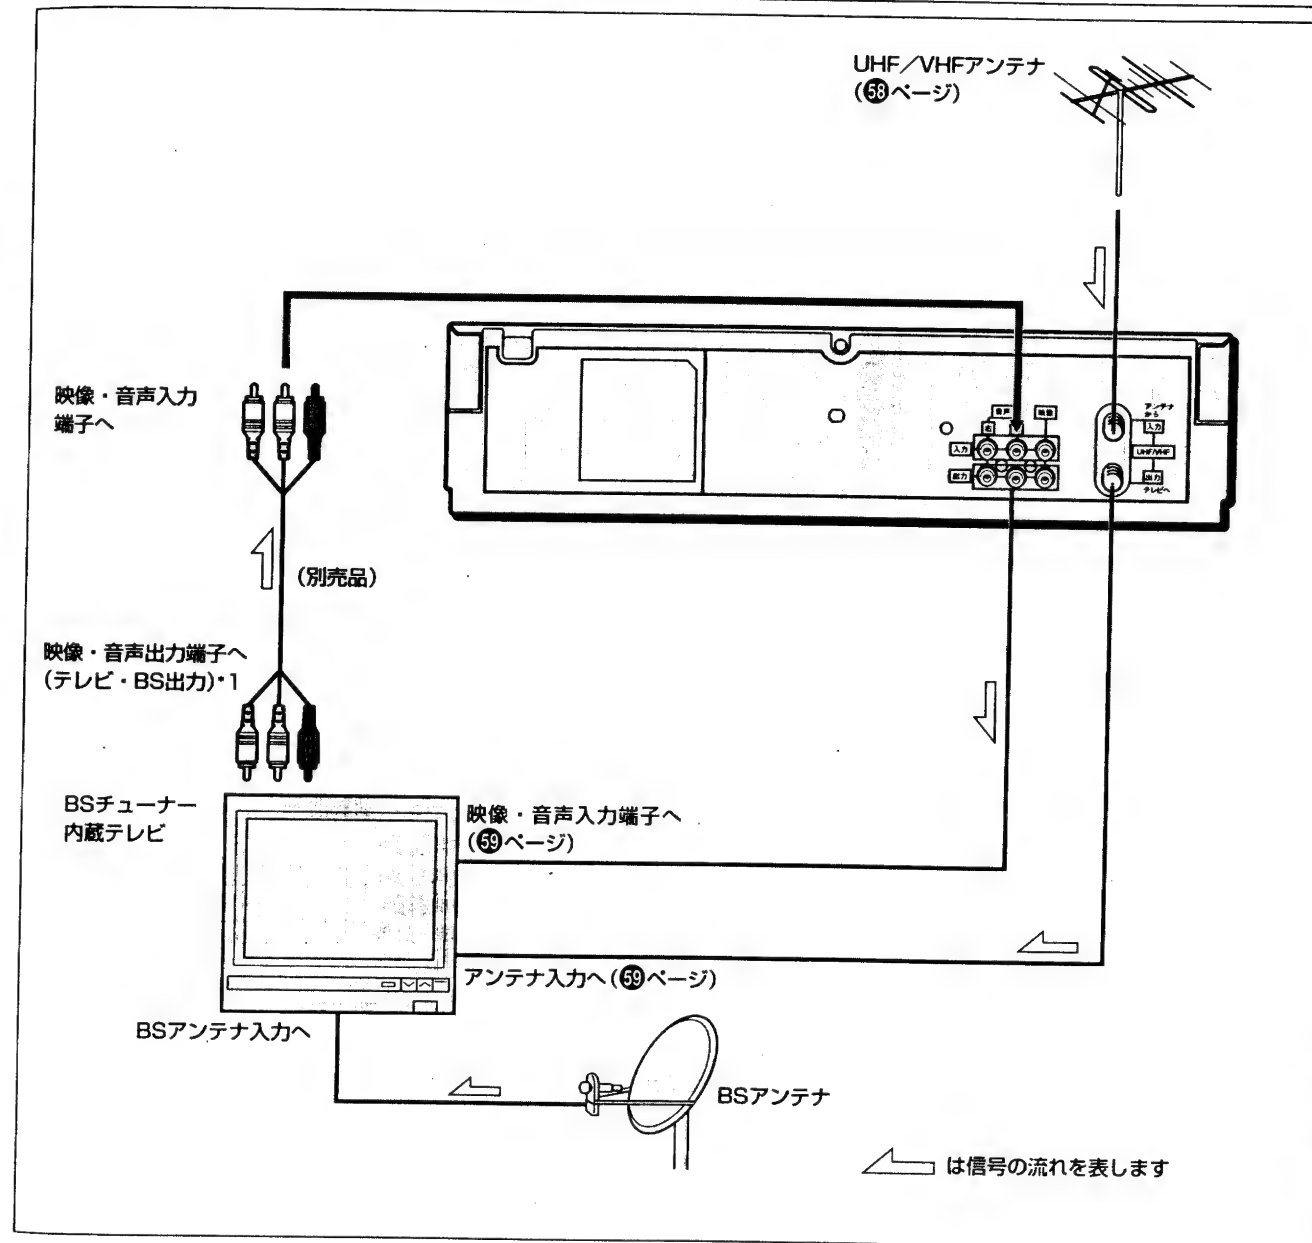 UHF／VHFアンテナ
（58ページ）
映像・音声入力
端子へ
音声
映像
右
入力
出力
アンテナ
から
入力
UHF/VHF
出力
テレビへ
（別売品）
映像・音声出力端子へ
（テレビ・BS出力）*1
BSチューナー
内蔵テレビ
映像・音声入力端子へ
（59ページ）
アンテナ入力へ（59ページ）
BSアンテナ入力へ
BSアンテナ
は信号の流れを表します